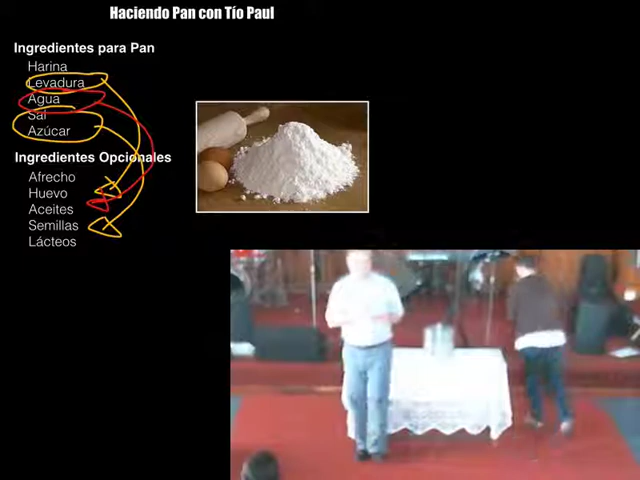 Haciendo Pan con Tío Paul
Ingredientes para Pan
Harina
Levadura
Agua
Sal
Azúcar
Ingredientes Opcionales
Afrecho
Huevo
Aceites
Semillas
Lácteos